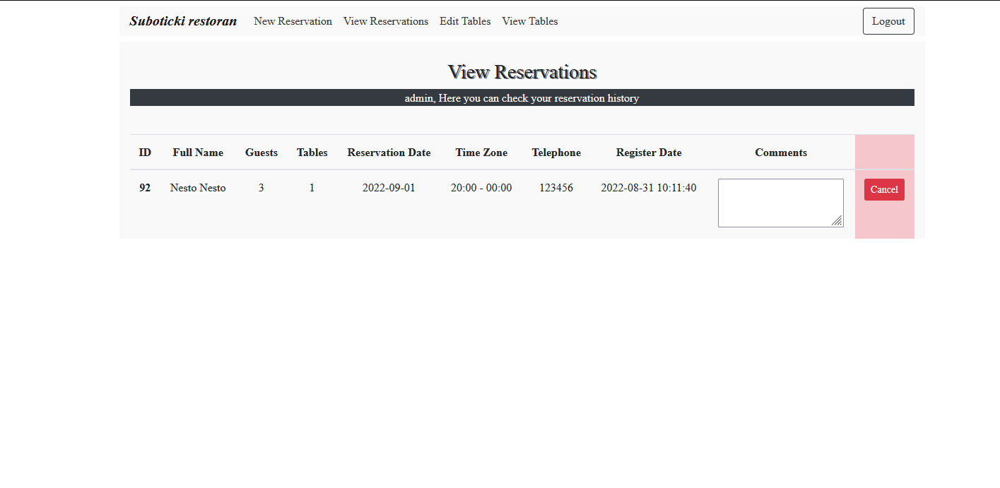 Suboticki restoran New Reservation View Reservations Edit Tables View Tables Logout
View Reservations
admin, Here you can check your reservation history
ID Full Name Guests Tables Reservation Date Time Zone Telephone Register Date Comments
92 Nesto Nesto 3 1 2022-09-01 20:00 - 00:00 123456 2022-08-31 10:11:40 Cancel